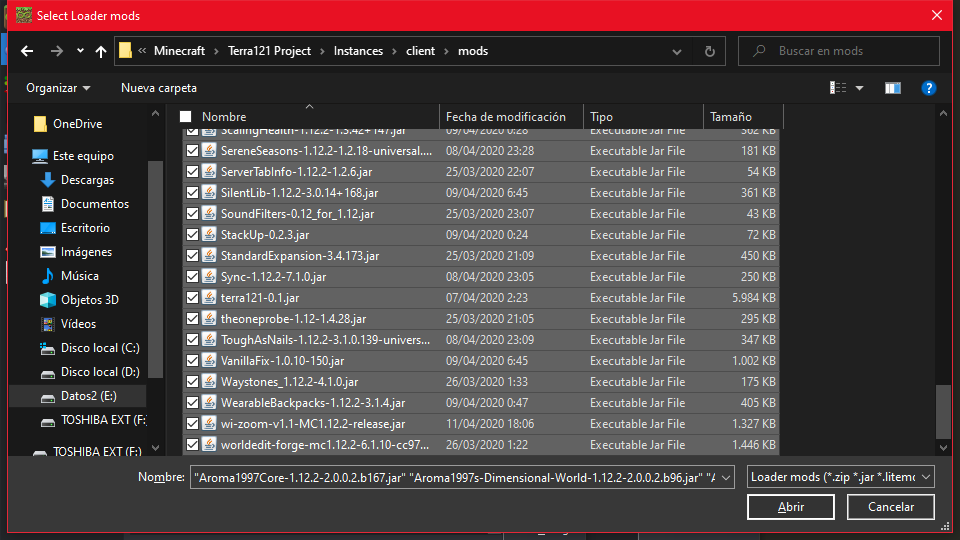 Select Loader mods
« Minecraft > Terra121 Project > Instances > client > mods
Buscar en mods
Organizar
Nueva carpeta
OneDrive
Este equipo
Descargas
Documentos
Escritorio
Imágenes
Música
Objetos 3D
Vídeos
Disco local (C:)
Disco local (D:)
Datos2 (E:)
TOSHIBA EXT (F:
TOSHIBA EXT (F:)
Nombre Fecha de modificación Tipo Tamaño
ScalingHealth-1.12.2-1.3.42+147.jar 09/04/2020 0:28 Executable Jar File 362 KB
SereneSeasons-1.12.2-1.2.18-universal.... 08/04/2020 23:28 Executable Jar File 181 KB
ServerTabInfo-1.12.2-1.2.6.jar 25/03/2020 22:07 Executable Jar File 54 KB
SilentLib-1.12.2-3.0.14+168.jar 09/04/2020 6:45 Executable Jar File 361 KB
SoundFilters-0.12_for_1.12.jar 25/03/2020 23:07 Executable Jar File 43 KB
StackUp-0.2.3.jar 09/04/2020 0:24 Executable Jar File 72 KB
StandardExpansion-3.4.173.jar 25/03/2020 21:09 Executable Jar File 450 KB
Sync-1.12.2-7.1.0.jar 08/04/2020 23:05 Executable Jar File 250 KB
terra121-0.1.jar 07/04/2020 2:23 Executable Jar File 5.984 KB
theoneprobe-1.12-1.4.28.jar 25/03/2020 21:05 Executable Jar File 295 KB
ToughAsNails-1.12.2-3.1.0.139-univers... 08/04/2020 23:09 Executable Jar File 347 KB
VanillaFix-1.0.10-150.jar 09/04/2020 6:45 Executable Jar File 1.002 KB
Waystones_1.12.2-4.1.0.jar 26/03/2020 1:33 Executable Jar File 175 KB
WearableBackpacks-1.12.2-3.1.4.jar 09/04/2020 0:47 Executable Jar File 405 KB
wi-zoom-v1.1-MC1.12.2-release.jar 11/04/2020 18:06 Executable Jar File 1.327 KB
worldedit-forge-mc1.12.2-6.1.10-cc97... 26/03/2020 1:22 Executable Jar File 1.446 KB
Nombre: "Aroma1997Core-1.12.2-2.0.0.2.b167.jar" "Aroma1997s-Dimensional-World-1.12.2-2.0.0.2.b96.jar" "A
Loader mods (*.zip *.jar *.litemo
Abrir
Cancelar